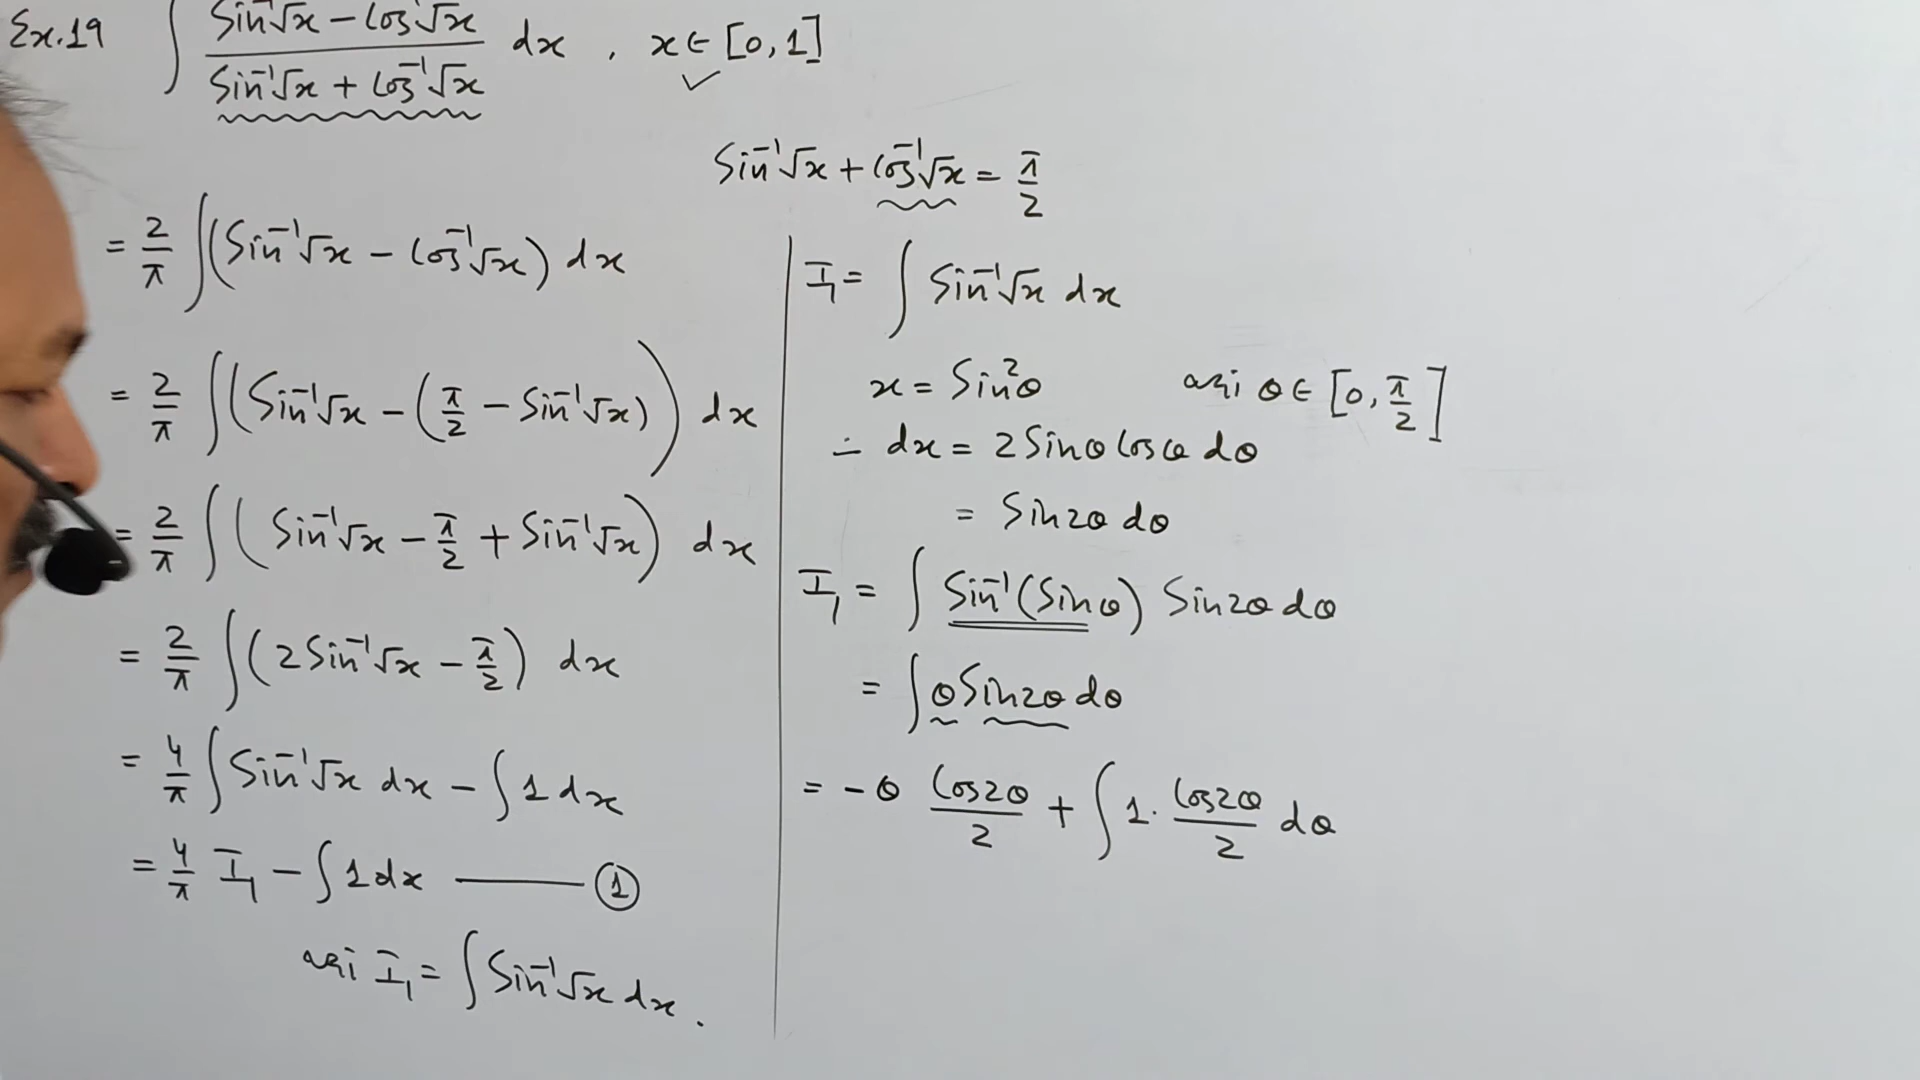 Ex.19 ∫ (Sin⁻¹√x − Cos⁻¹√x)/(Sin⁻¹√x + Cos⁻¹√x) dx , x ∈ [0, 1]
Sin⁻¹√x + Cos⁻¹√x = π/2
= 2/π ∫ (Sin⁻¹√x − Cos⁻¹√x) dx
= 2/π ∫ (Sin⁻¹√x − (π/2 − Sin⁻¹√x)) dx
= 2/π ∫ (Sin⁻¹√x − π/2 + Sin⁻¹√x) dx
= 2/π ∫ (2 Sin⁻¹√x − π/2) dx
= 4/π ∫ Sin⁻¹√x dx − ∫ 1 dx
= 4/π I₁ − ∫ 1 dx ——— ①
I₁ = ∫ Sin⁻¹√x dx.
I₁ = ∫ Sin⁻¹√x dx
x = Sin²θ θ ∈ [0, π/2]
∴ dx = 2 Sinθ Cosθ dθ
= Sin2θ dθ
I₁ = ∫ Sin⁻¹(Sinθ) Sin2θ dθ
= ∫ θ Sin2θ dθ
= −θ Cos2θ/2 + ∫ 1. Cos2θ/2 dθ